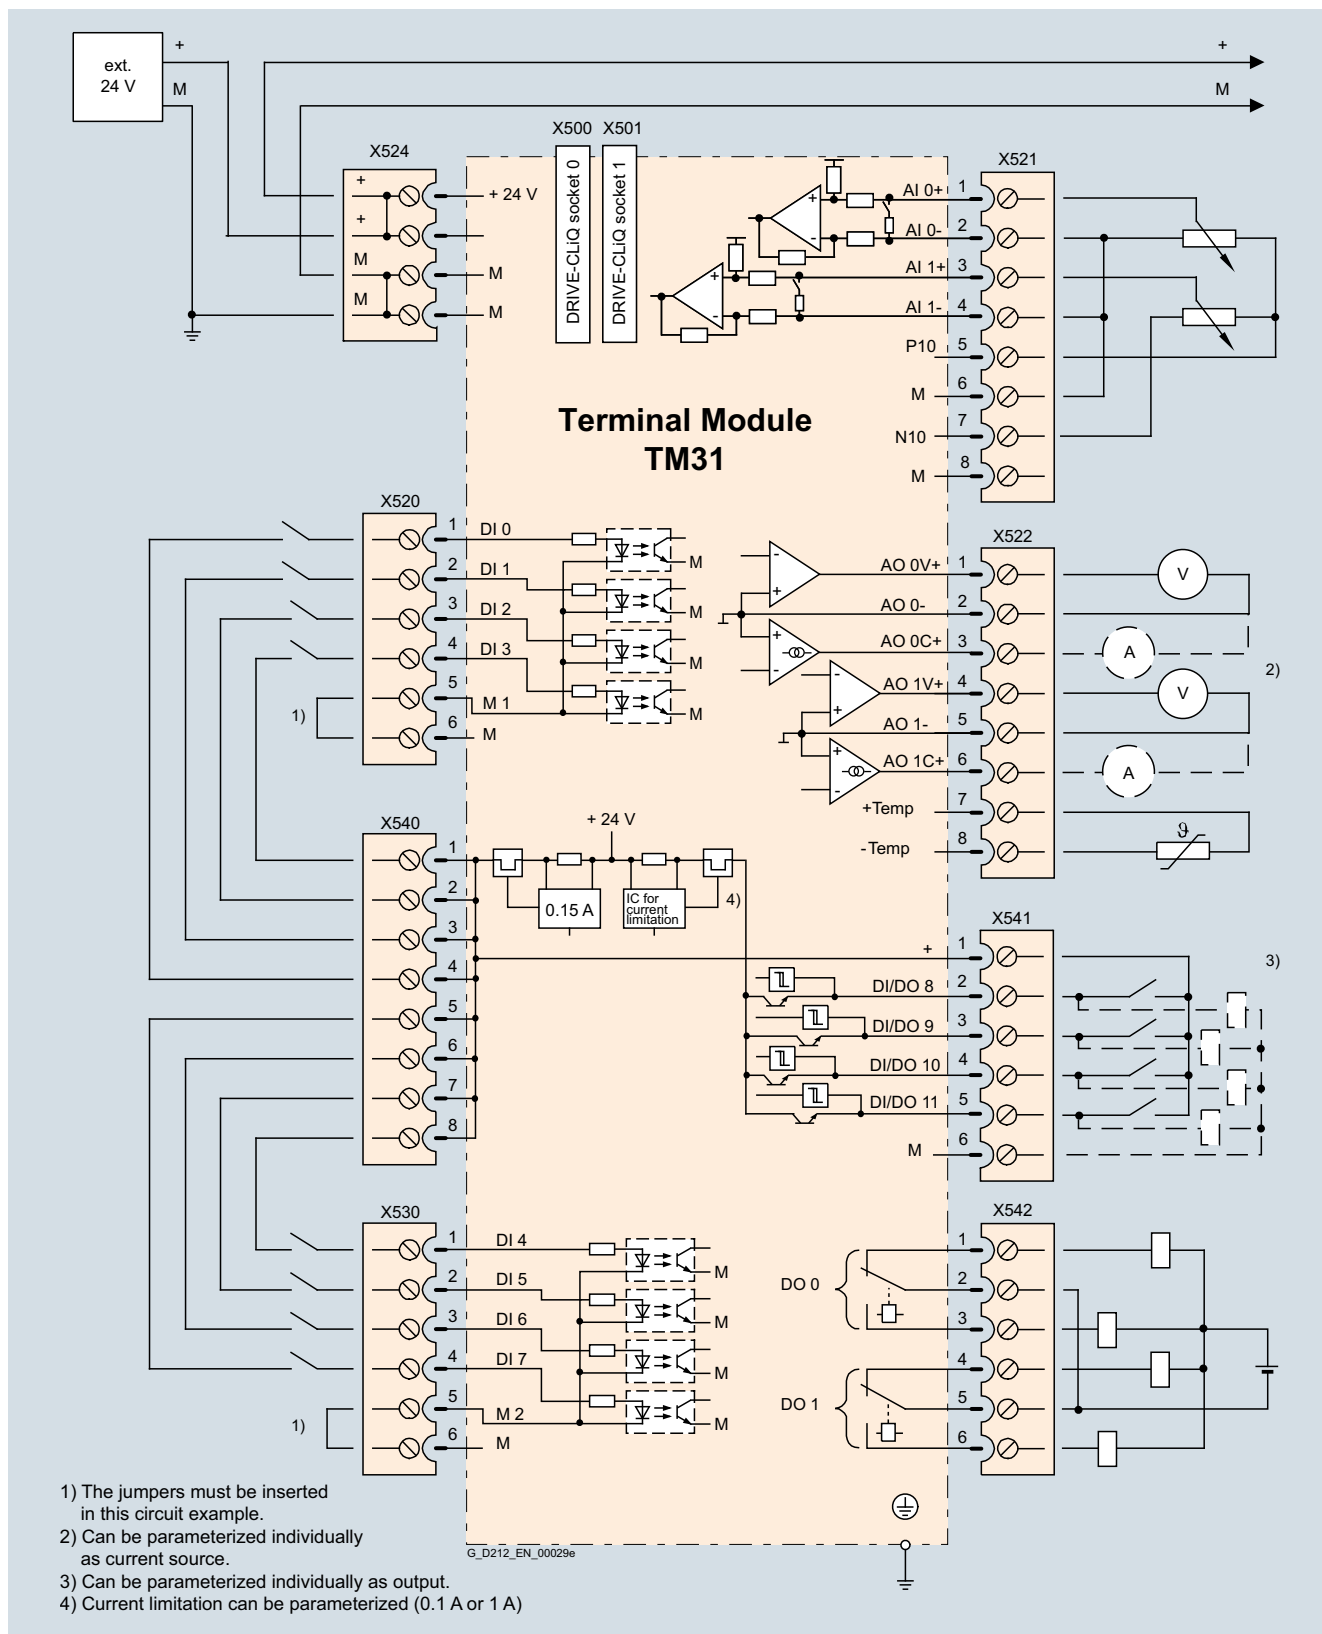 ext.
24 V
+
M
+
M
X500 X501
X524
+
+
M
M
+ 24 V
M
M
DRIVE-CLiQ socket 0
DRIVE-CLiQ socket 1
X521
+
-
+
-
AI 0+ 1
AI 0- 2
AI 1+ 3
AI 1- 4
P10 5
M 6
N10 7
M 8
Terminal Module
TM31
X520
1 DI 0
2 DI 1
3 DI 2
4 DI 3
5 M 1
6 M
M
M
M
M
1)
X522
-
+
+
-
-
+
+
-
AO 0V+ 1
AO 0- 2
AO 0C+ 3
AO 1V+ 4
AO 1- 5
AO 1C+ 6
+Temp 7
-Temp 8
V
A
V
A
2)
ϑ
X540
1
2
3
4
5
6
7
8
+ 24 V
0.15 A
IC for
current
limitation
4)
X541
+ 1
DI/DO 8 2
DI/DO 9 3
DI/DO 10 4
DI/DO 11 5
M 6
3)
X530
1 DI 4
2 DI 5
3 DI 6
4 DI 7
5 M 2
6 M
M
M
M
M
1)
X542
DO 0
1
2
3
DO 1
4
5
6
1) The jumpers must be inserted
in this circuit example.
2) Can be parameterized individually
as current source.
3) Can be parameterized individually as output.
4) Current limitation can be parameterized (0.1 A or 1 A)
G_D212_EN_00029e